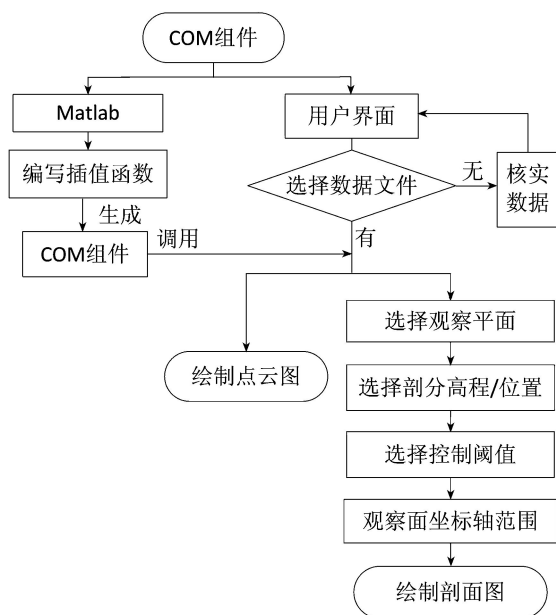 COM组件
Matlab
用户界面
编写插值函数
选择数据文件
无
核实
数据
生成
COM组件
调用
有
选择观察平面
绘制点云图
选择剖分高程/位置
选择控制阈值
观察面坐标轴范围
绘制剖面图